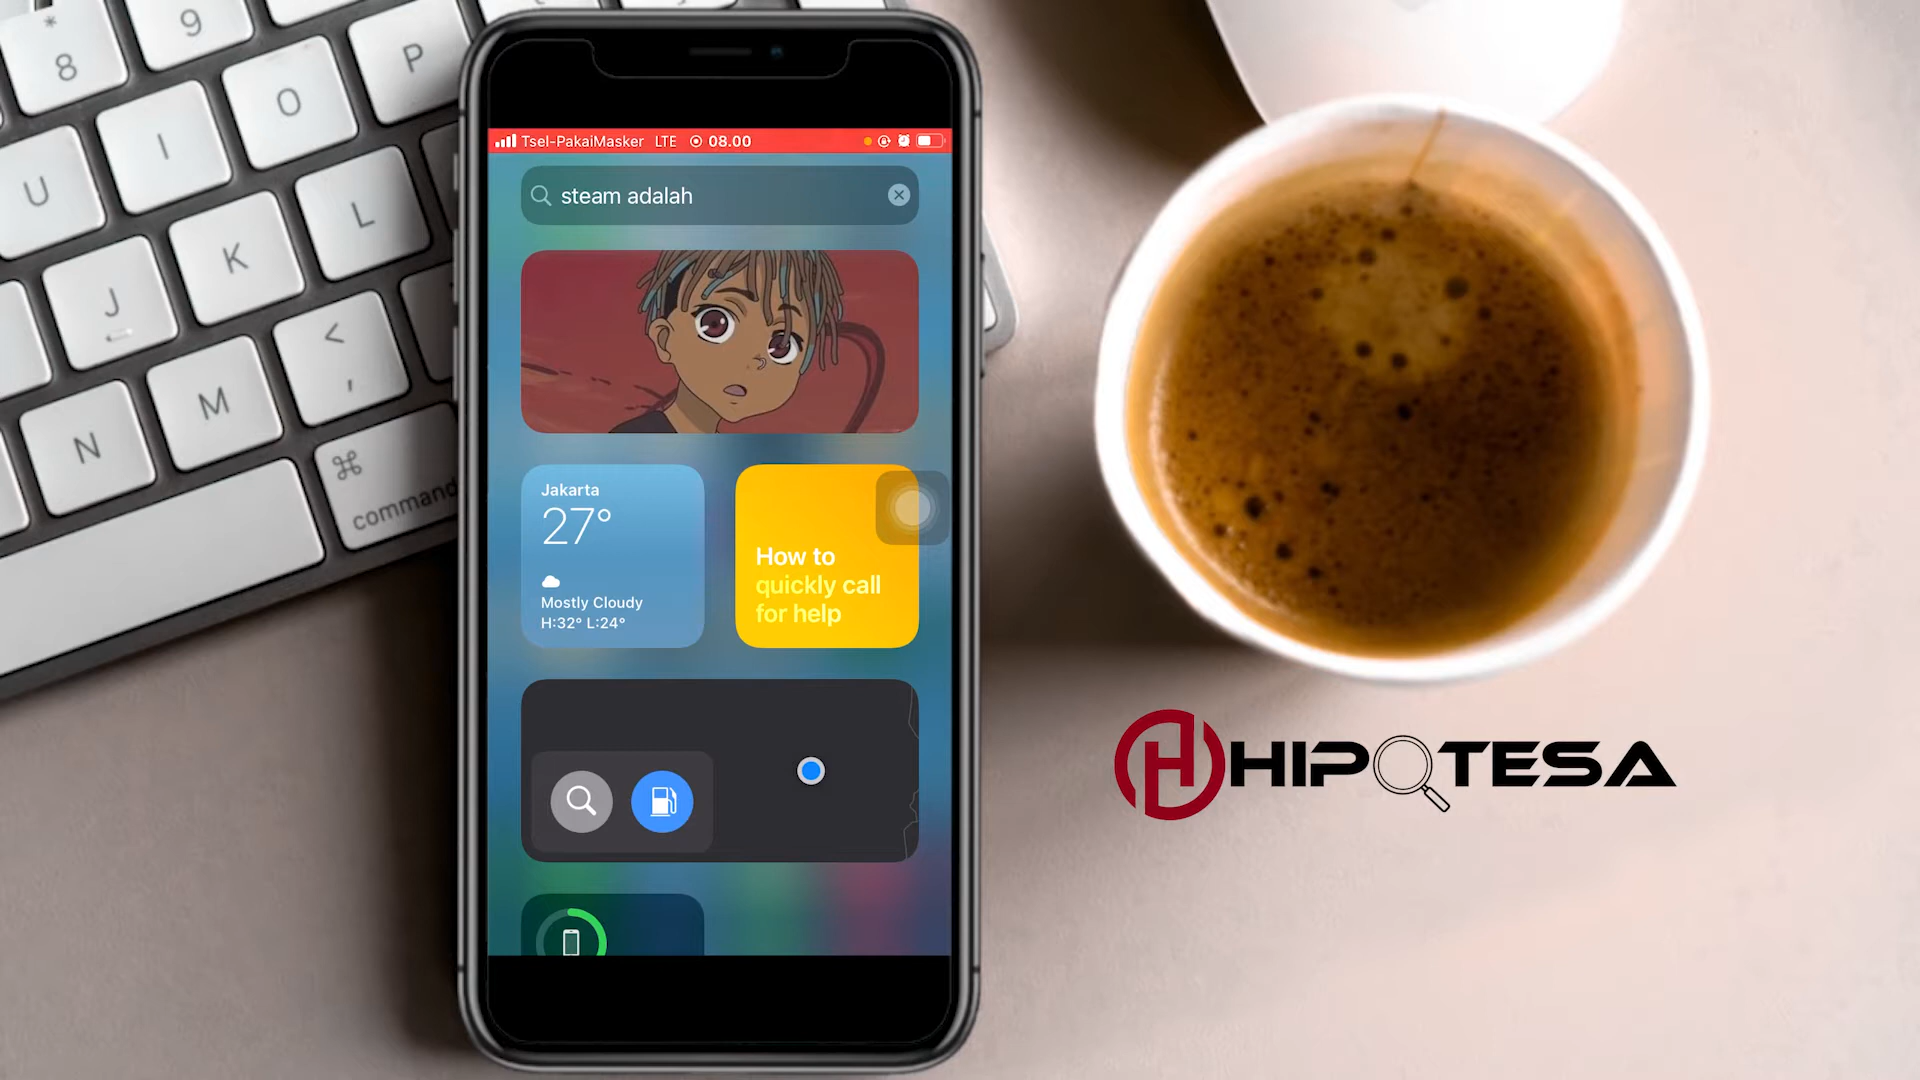 *
8
9
P
O
I
U
L
K
J
<
,
M
N
⌘
command
Tsel-PakaiMasker LTE 08.00
steam adalah
Jakarta
27°
Mostly Cloudy
H:32° L:24°
How to
quickly call
for help
HIPOTESA